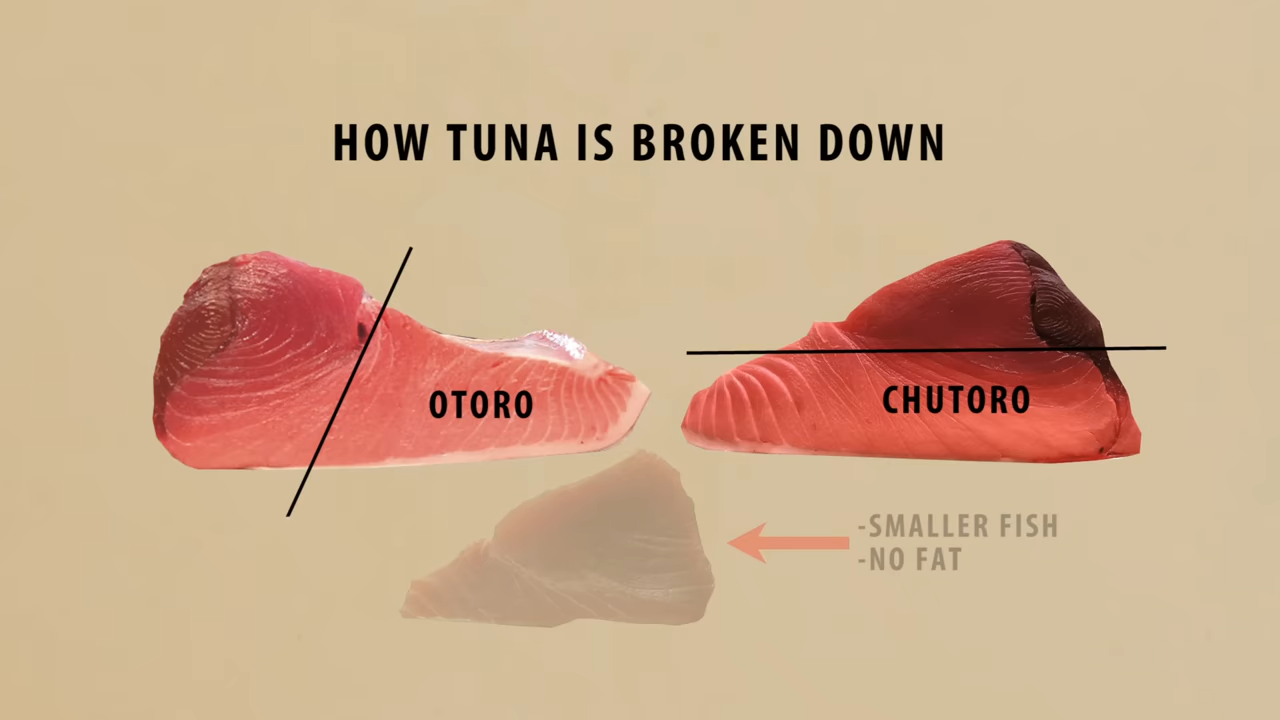 HOW TUNA IS BROKEN DOWN
OTORO
CHUTORO
-SMALLER FISH
-NO FAT